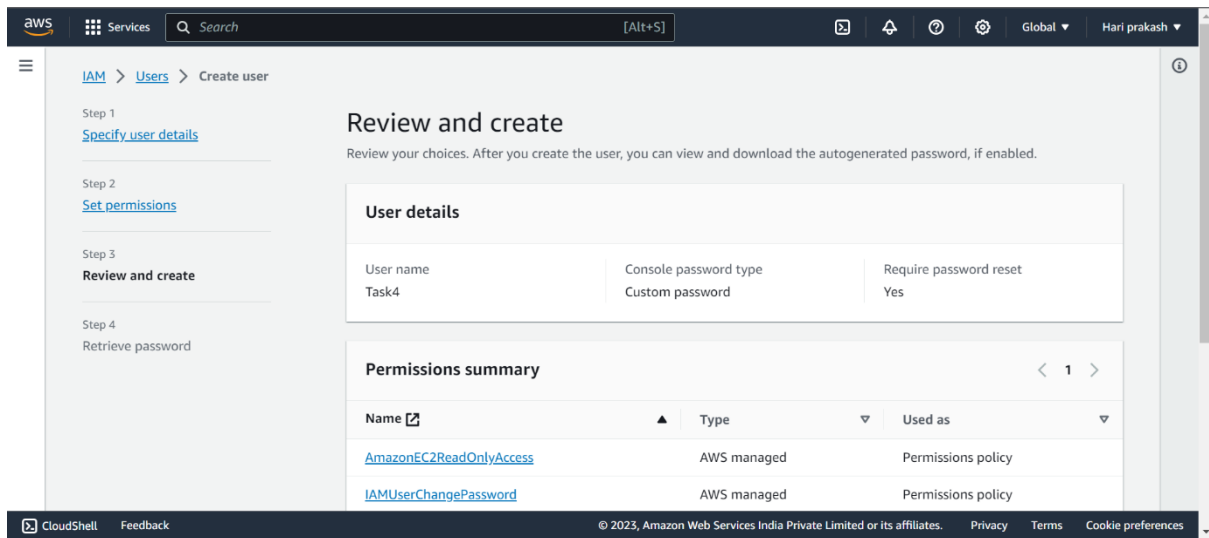 aws Services Search [Alt+S] Global Hari prakash
IAM > Users > Create user
Step 1
Specify user details
Step 2
Set permissions
Step 3
Review and create
Step 4
Retrieve password
Review and create
Review your choices. After you create the user, you can view and download the autogenerated password, if enabled.
User details
User name Console password type Require password reset
Task4 Custom password Yes
Permissions summary < 1 >
Name Type Used as
AmazonEC2ReadOnlyAccess AWS managed Permissions policy
IAMUserChangePassword AWS managed Permissions policy
CloudShell Feedback © 2023, Amazon Web Services India Private Limited or its affiliates. Privacy Terms Cookie preferences